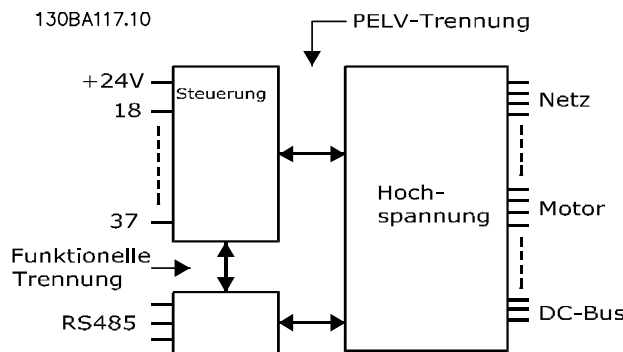 130BA117.10
PELV-Trennung
+24V
Steuerung
18
Netz
37
Hoch-
spannung
Motor
Funktionelle
Trennung
RS485
DC-Bus